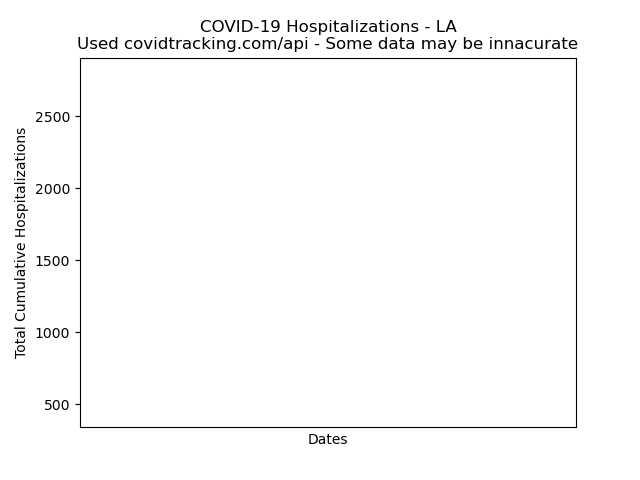 COVID-19 Hospitalizations - LA
Used covidtracking.com/api - Some data may be innacurate
2500
2000
1500
1000
500
Total Cumulative Hospitalizations
Dates